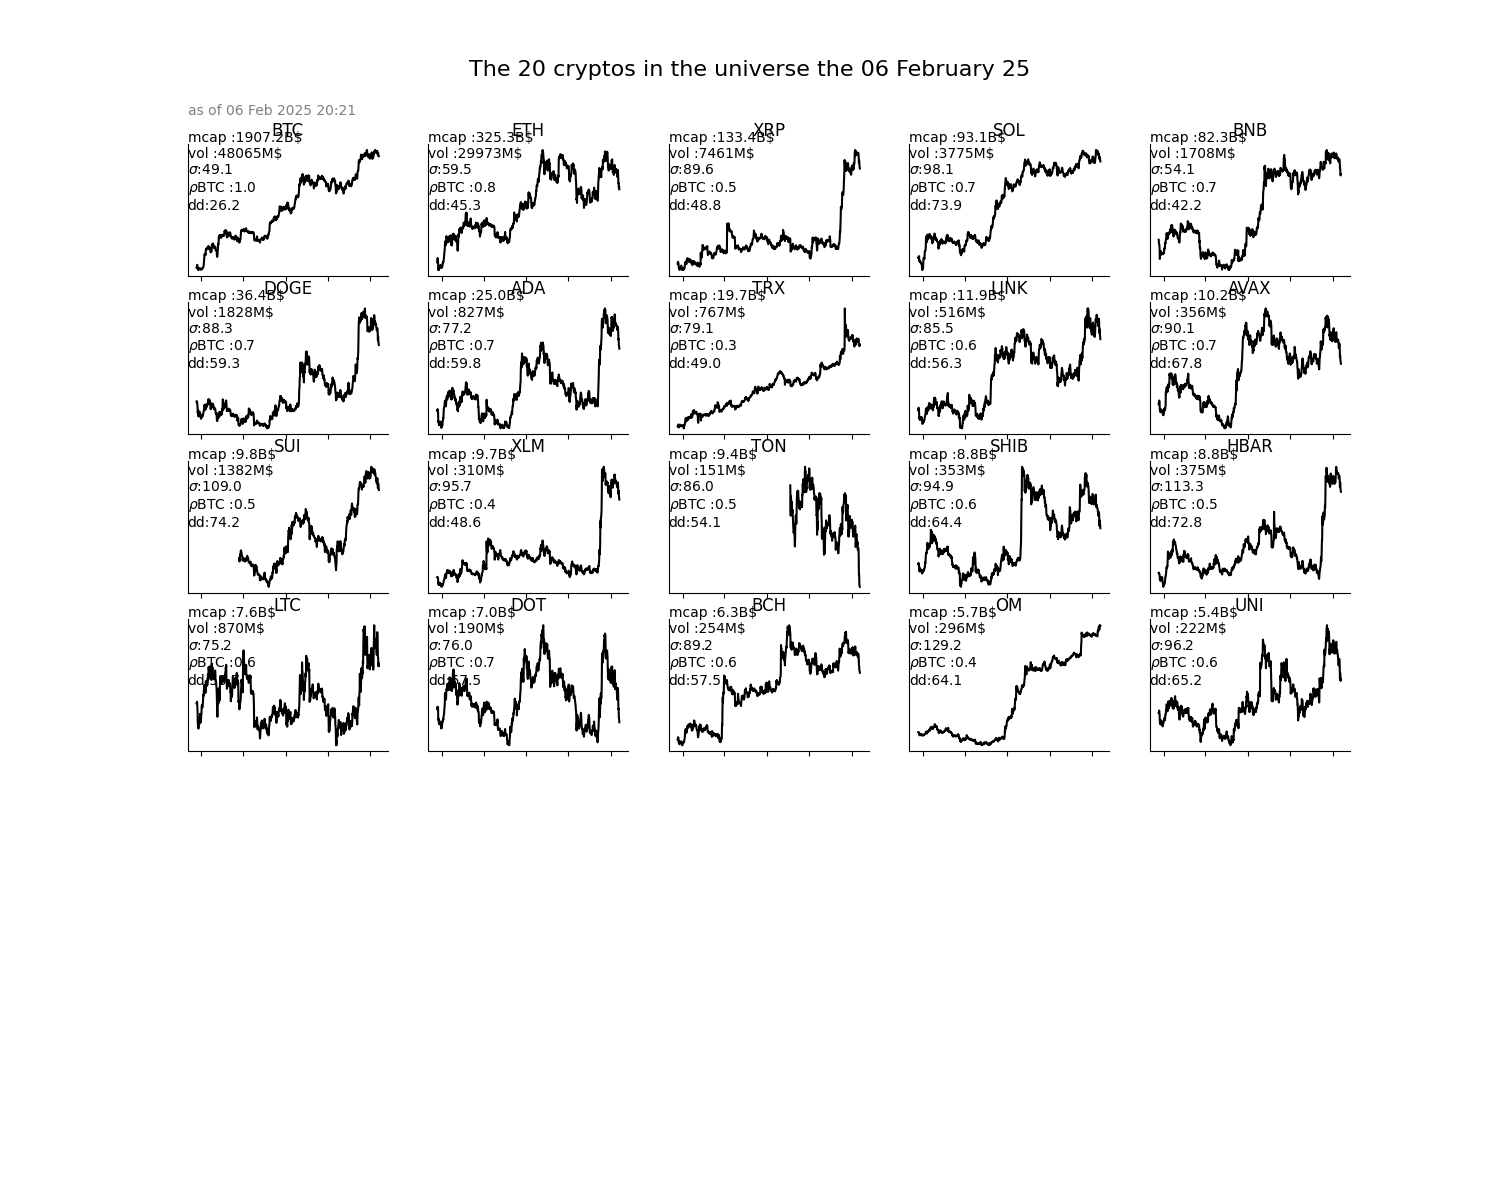 The 20 cryptos in the universe the 06 February 25
as of 06 Feb 2025 20:21
BTC
mcap :1907.2B$
vol :48065M$
σ:49.1
ρBTC :1.0
dd:26.2
ETH
mcap :325.3B$
vol :29973M$
σ:59.5
ρBTC :0.8
dd:45.3
XRP
mcap :133.4B$
vol :7461M$
σ:89.6
ρBTC :0.5
dd:48.8
SOL
mcap :93.1B$
vol :3775M$
σ:98.1
ρBTC :0.7
dd:73.9
BNB
mcap :82.3B$
vol :1708M$
σ:54.1
ρBTC :0.7
dd:42.2
DOGE
mcap :36.4B$
vol :1828M$
σ:88.3
ρBTC :0.7
dd:59.3
ADA
mcap :25.0B$
vol :827M$
σ:77.2
ρBTC :0.7
dd:59.8
TRX
mcap :19.7B$
vol :767M$
σ:79.1
ρBTC :0.3
dd:49.0
LINK
mcap :11.9B$
vol :516M$
σ:85.5
ρBTC :0.6
dd:56.3
AVAX
mcap :10.2B$
vol :356M$
σ:90.1
ρBTC :0.7
dd:67.8
SUI
mcap :9.8B$
vol :1382M$
σ:109.0
ρBTC :0.5
dd:74.2
XLM
mcap :9.7B$
vol :310M$
σ:95.7
ρBTC :0.4
dd:48.6
TON
mcap :9.4B$
vol :151M$
σ:86.0
ρBTC :0.5
dd:54.1
SHIB
mcap :8.8B$
vol :353M$
σ:94.9
ρBTC :0.6
dd:64.4
HBAR
mcap :8.8B$
vol :375M$
σ:113.3
ρBTC :0.5
dd:72.8
LTC
mcap :7.6B$
vol :870M$
σ:75.2
ρBTC :0.6
DOT
mcap :7.0B$
vol :190M$
σ:76.0
ρBTC :0.7
dd:67.5
BCH
mcap :6.3B$
vol :254M$
σ:89.2
ρBTC :0.6
dd:57.5
OM
mcap :5.7B$
vol :296M$
σ:129.2
ρBTC :0.4
dd:64.1
UNI
mcap :5.4B$
vol :222M$
σ:96.2
ρBTC :0.6
dd:65.2